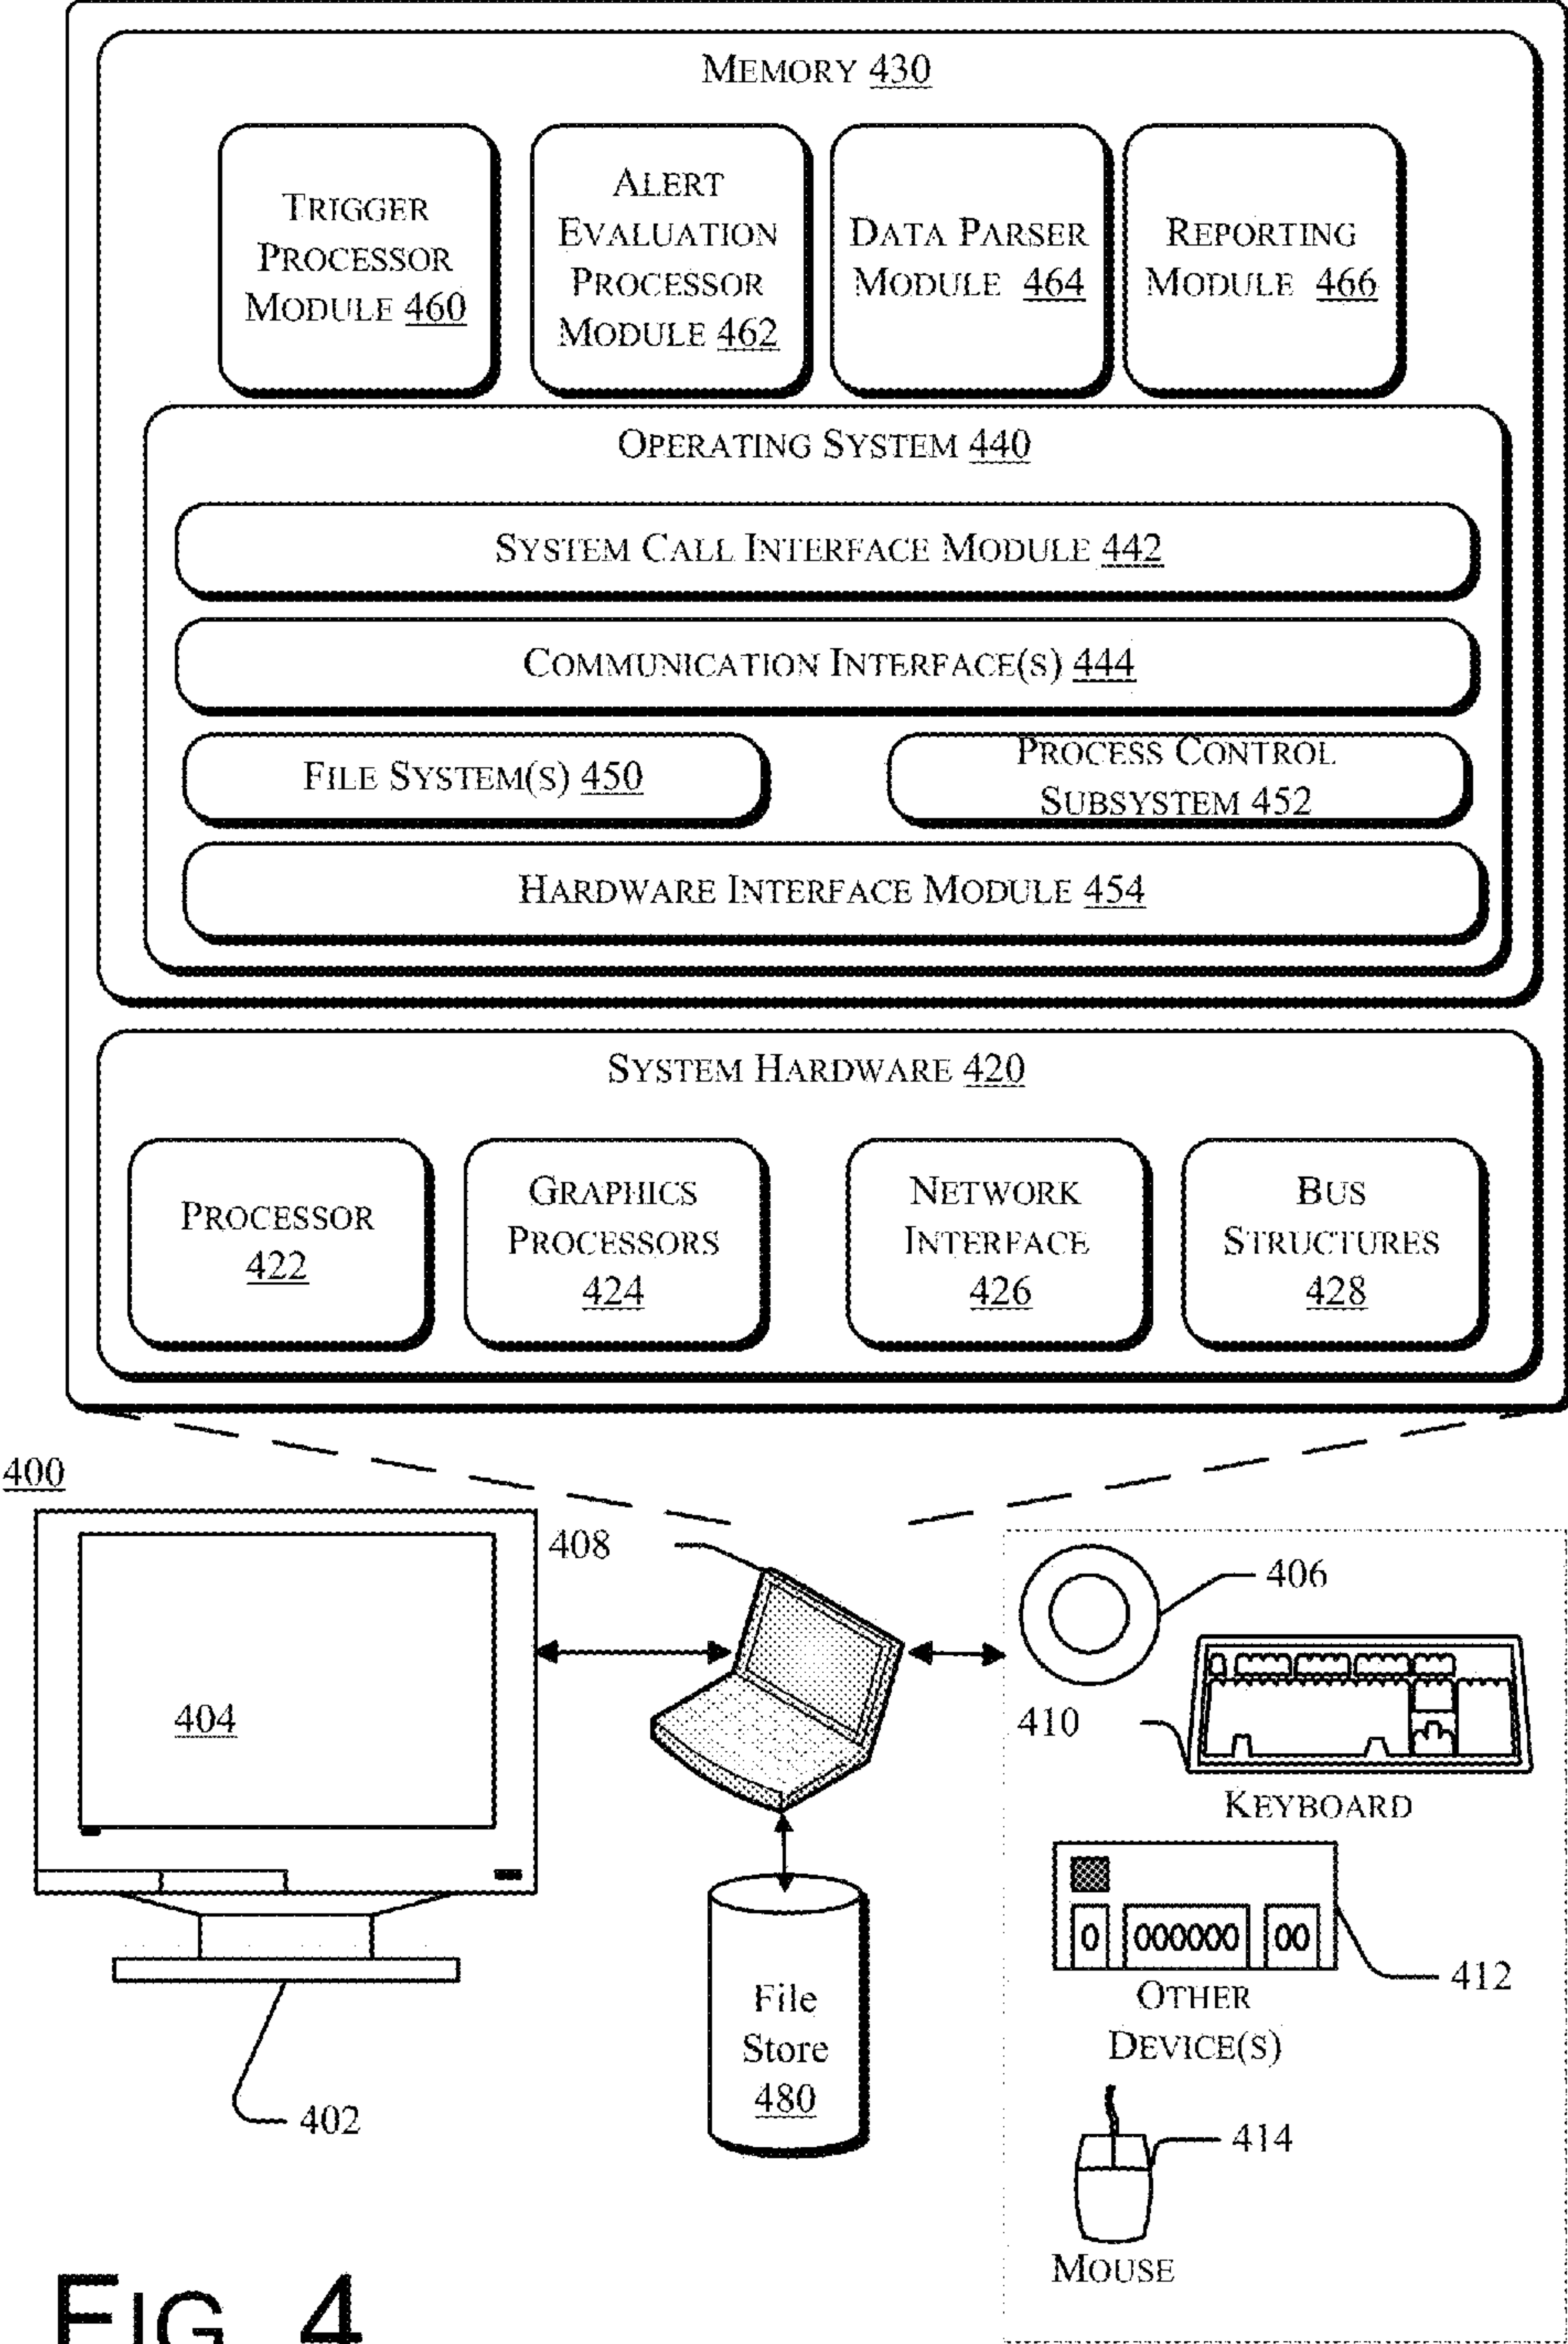 MEMORY 430
TRIGGER
PROCESSOR
MODULE 460
ALERT
EVALUATION
PROCESSOR
MODULE 462
DATA PARSER
MODULE 464
REPORTING
MODULE 466
OPERATING SYSTEM 440
SYSTEM CALL INTERFACE MODULE 442
COMMUNICATION INTERFACE(S) 444
FILE SYSTEM(S) 450
PROCESS CONTROL
SUBSYSTEM 452
HARDWARE INTERFACE MODULE 454
SYSTEM HARDWARE 420
PROCESSOR
422
GRAPHICS
PROCESSORS
424
NETWORK
INTERFACE
426
BUS
STRUCTURES
428
400
404
402
408
File
Store
480
406
410
KEYBOARD
412
OTHER
DEVICE(S)
414
MOUSE
FIG. 4